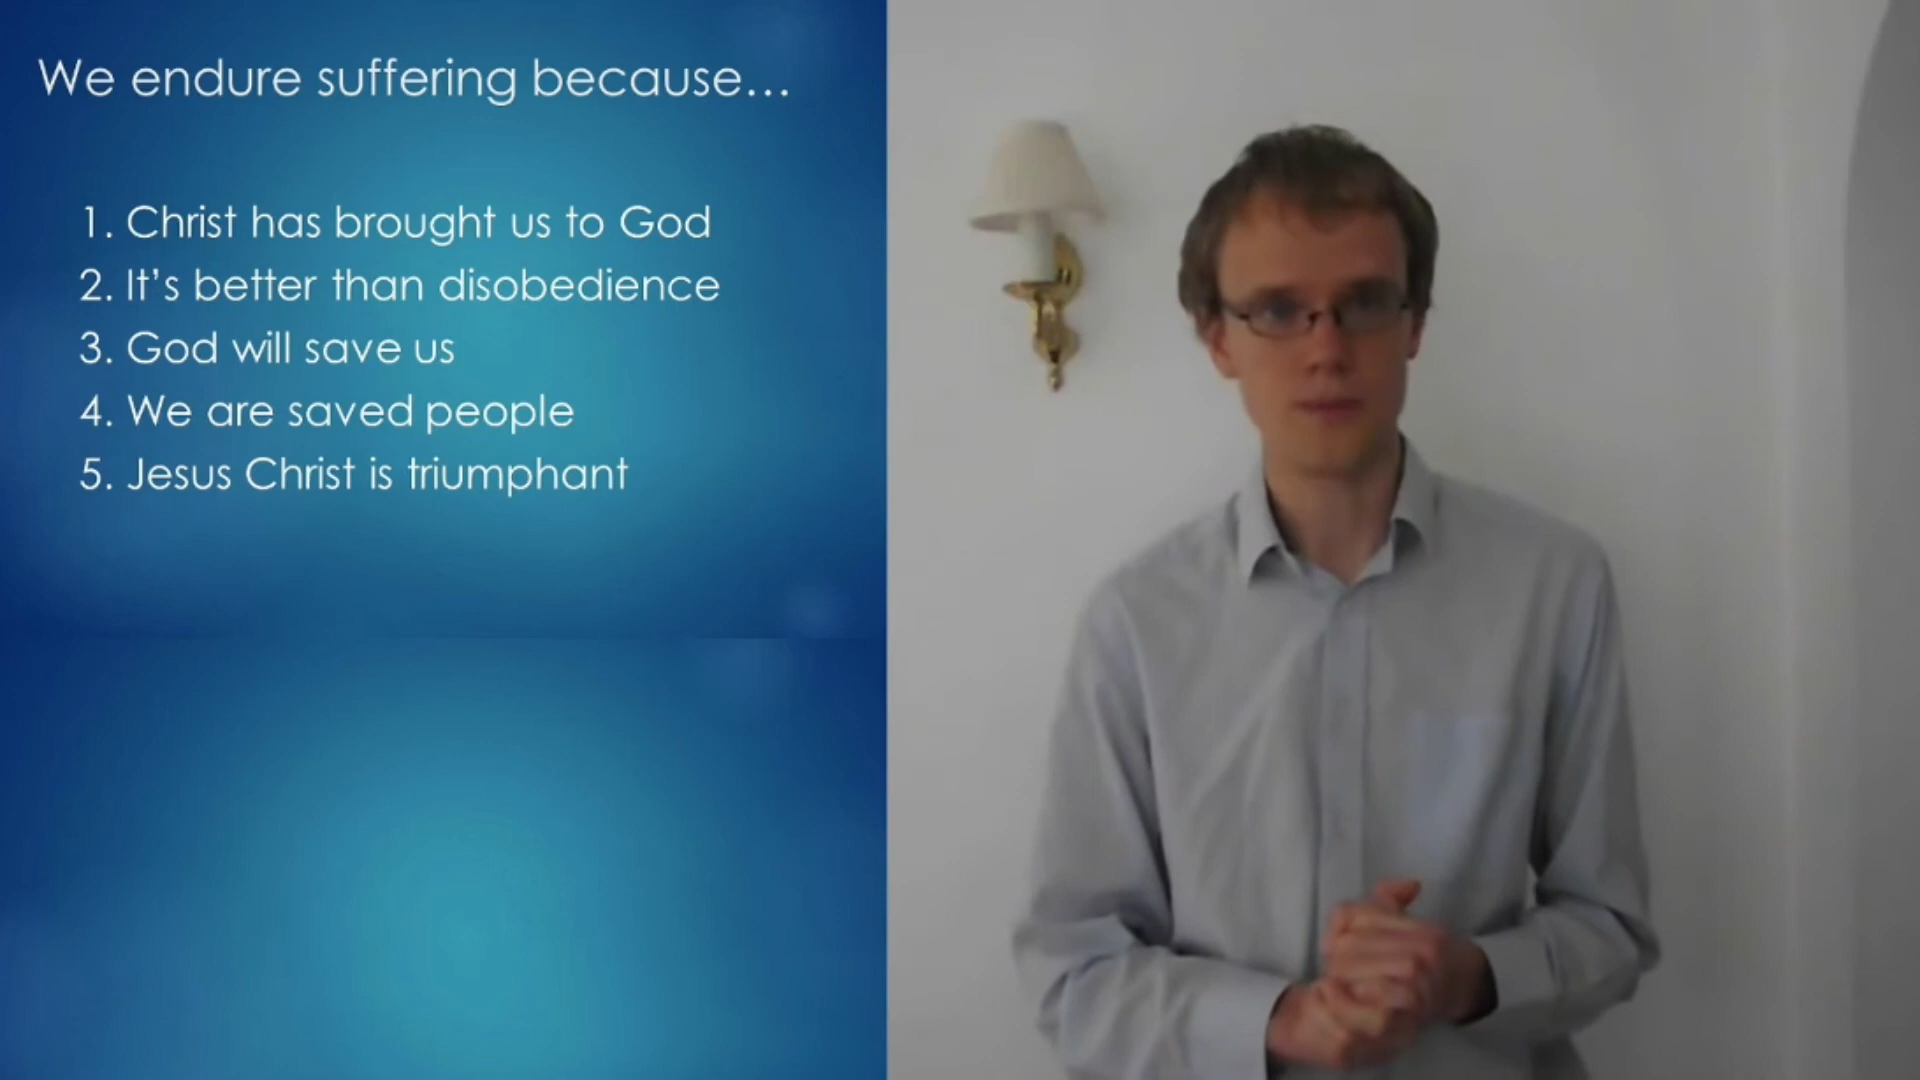 We endure suffering because...
1. Christ has brought us to God
2. It's better than disobedience
3. God will save us
4. We are saved people
5. Jesus Christ is triumphant